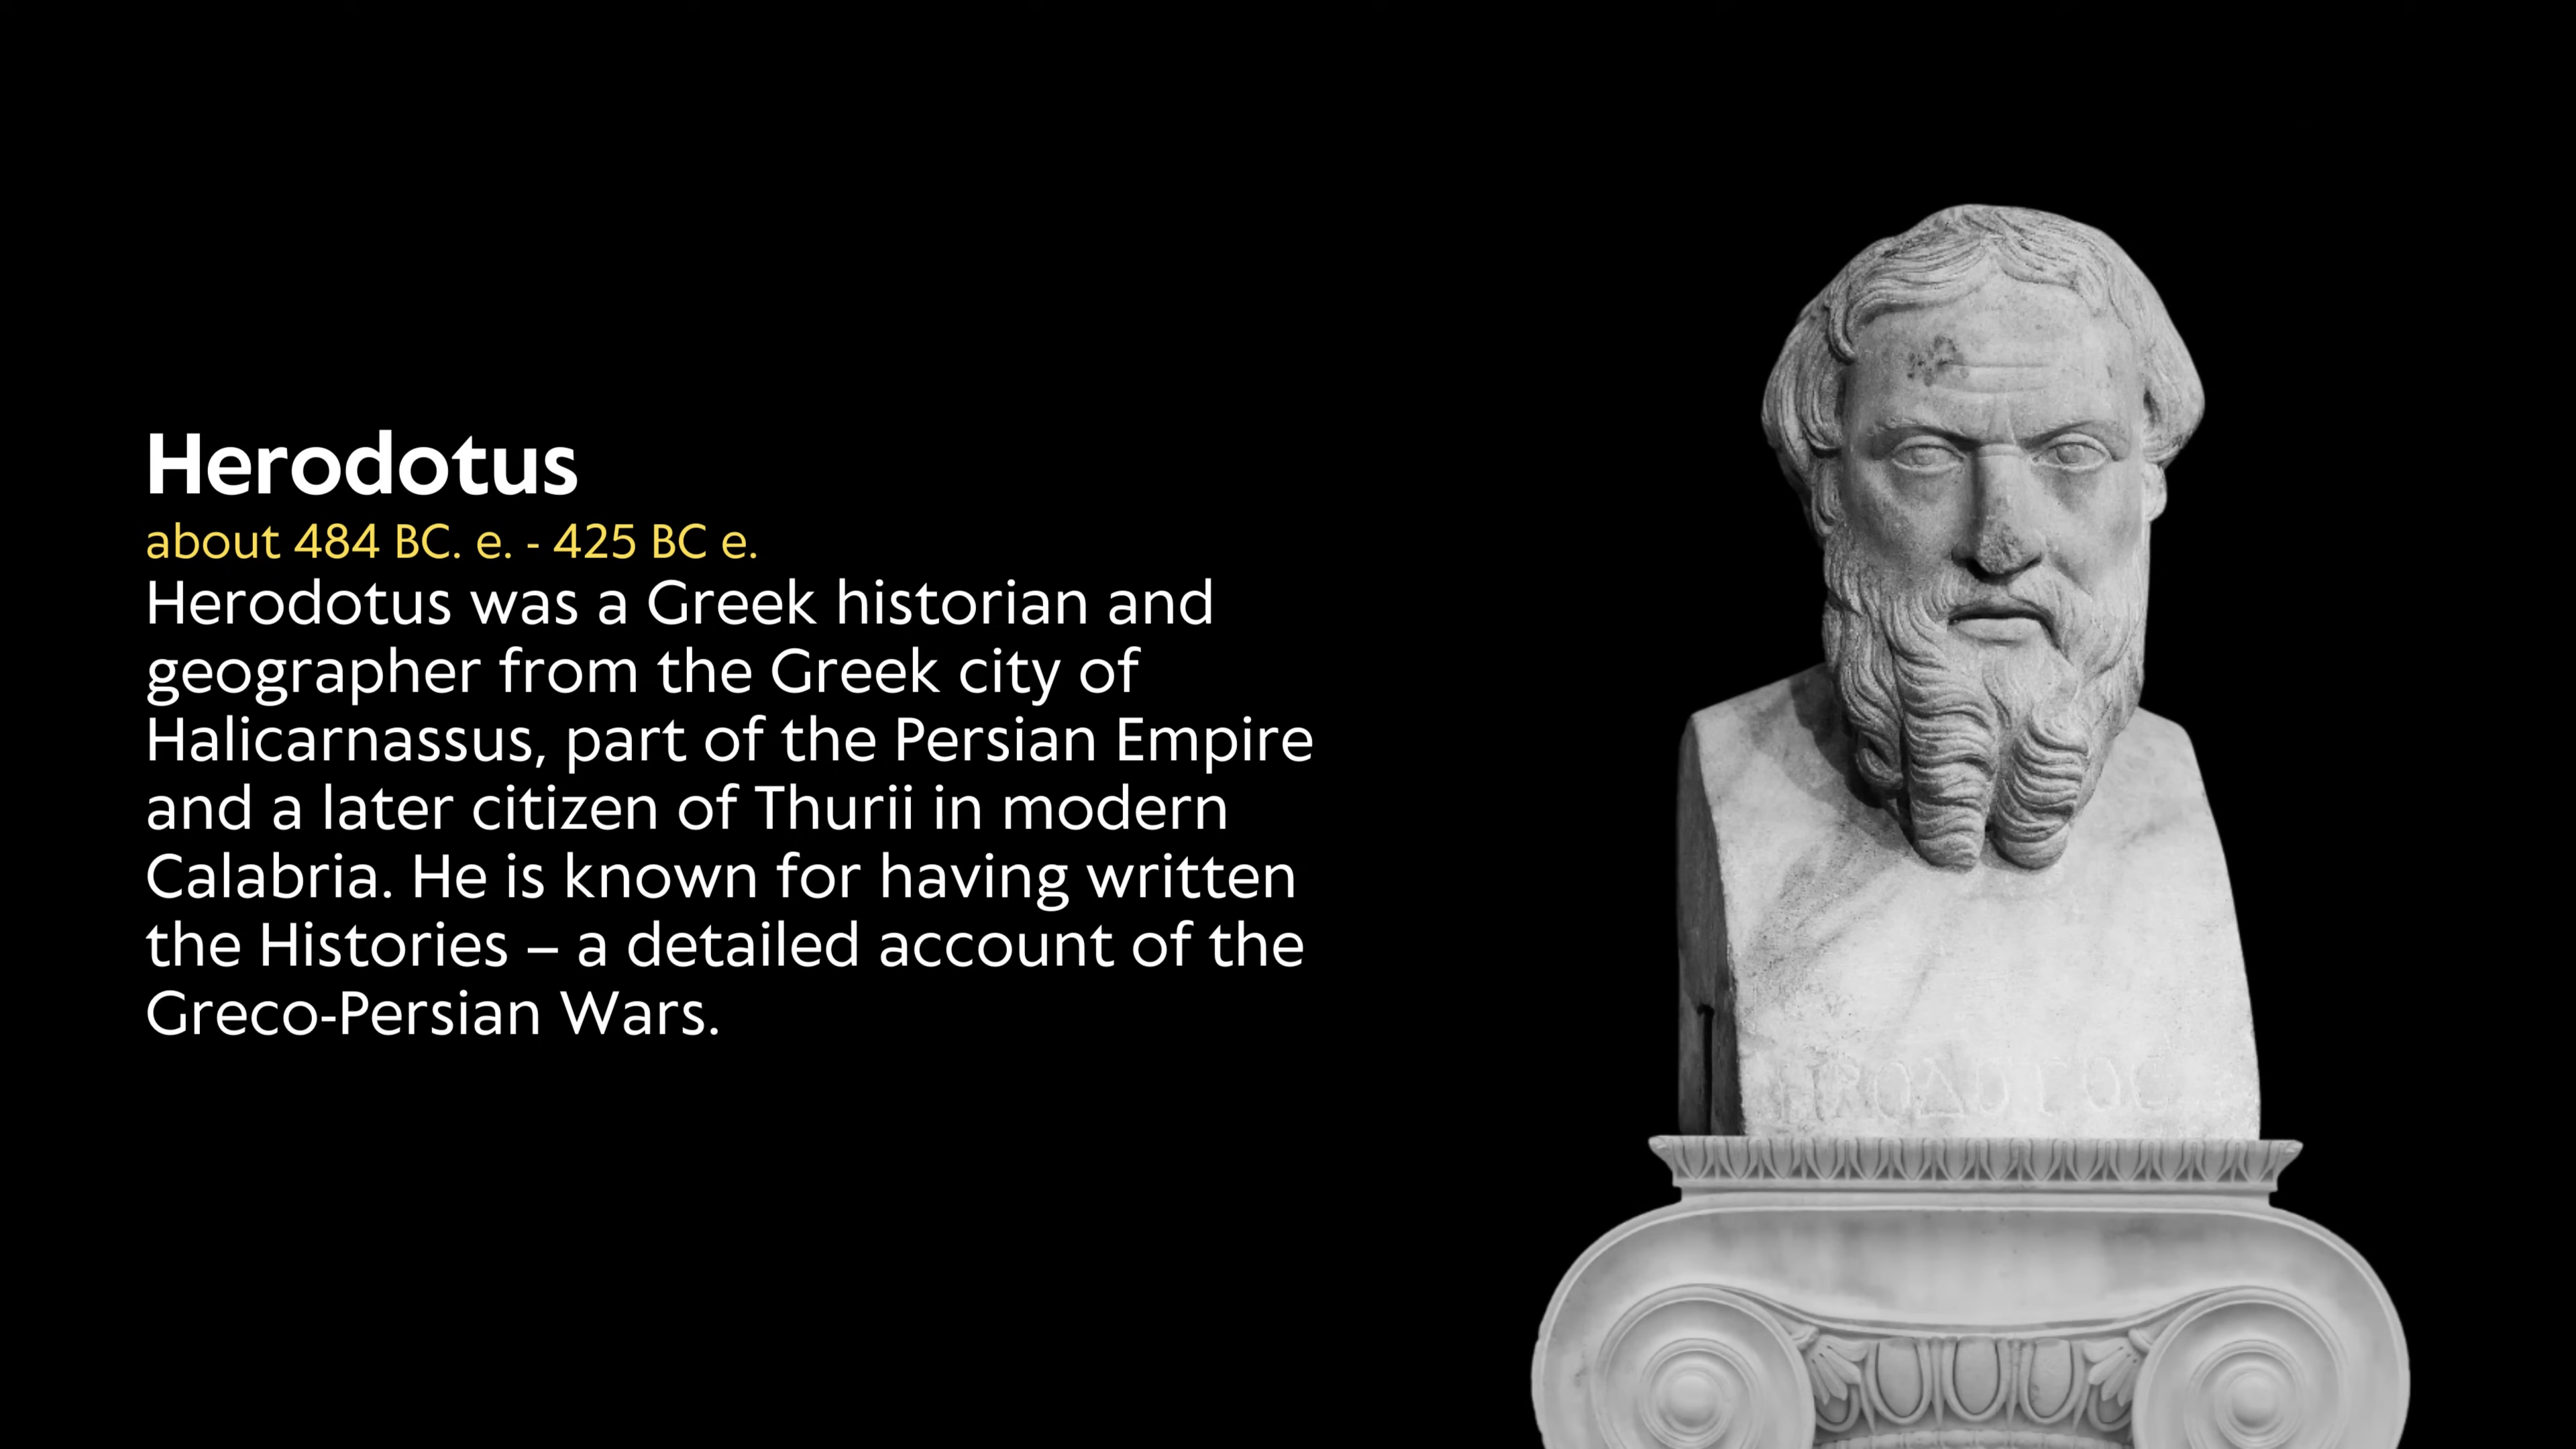 Herodotus
about 484 BC. e. - 425 BC e.
Herodotus was a Greek historian and
geographer from the Greek city of
Halicarnassus, part of the Persian Empire
and a later citizen of Thurii in modern
Calabria. He is known for having written
the Histories – a detailed account of the
Greco-Persian Wars.